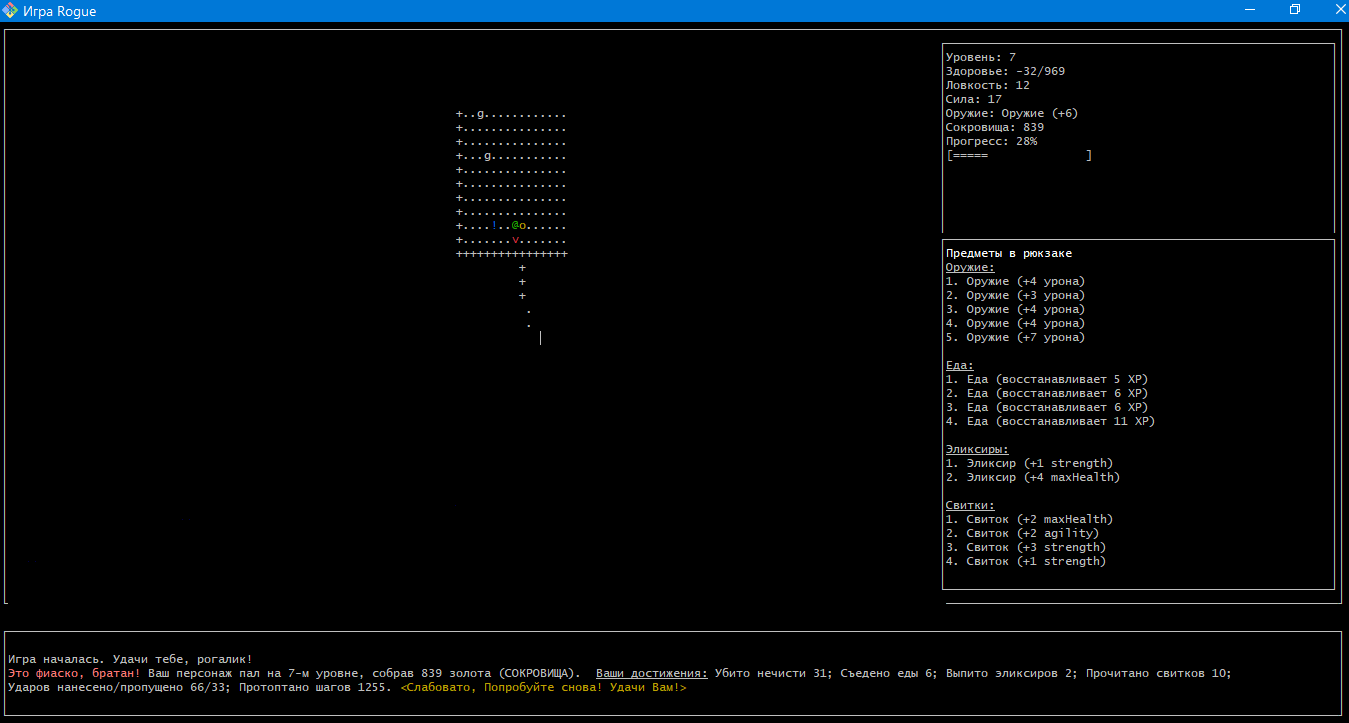 Игра Rogue
Уровень: 7
Здоровье: -32/969
Ловкость: 12
Сила: 17
Оружие: Оружие (+6)
Сокровища: 839
Прогресс: 28%
[=====              ]
+..g............
+...............
+...............
+...g...........
+...............
+...............
+...............
+...............
+....!..@o......
+.......v.......
++++++++++++++++
+
+
+
.
.
Предметы в рюкзаке
Оружие:
1. Оружие (+4 урона)
2. Оружие (+3 урона)
3. Оружие (+4 урона)
4. Оружие (+4 урона)
5. Оружие (+7 урона)
Еда:
1. Еда (восстанавливает 5 XP)
2. Еда (восстанавливает 6 XP)
3. Еда (восстанавливает 6 XP)
4. Еда (восстанавливает 11 XP)
Эликсиры:
1. Эликсир (+1 strength)
2. Эликсир (+4 maxHealth)
Свитки:
1. Свиток (+2 maxHealth)
2. Свиток (+2 agility)
3. Свиток (+3 strength)
4. Свиток (+1 strength)
Игра началась. Удачи тебе, рогалик!
Это фиаско, братан! Ваш персонаж пал на 7-м уровне, собрав 839 золота (СОКРОВИЩА).  Ваши достижения: Убито нечисти 31; Съедено еды 6; Выпито эликсиров 2; Прочитано свитков 10;
Ударов нанесено/пропущено 66/33; Протоптано шагов 1255. <Слабовато, Попробуйте снова! Удачи Вам!>